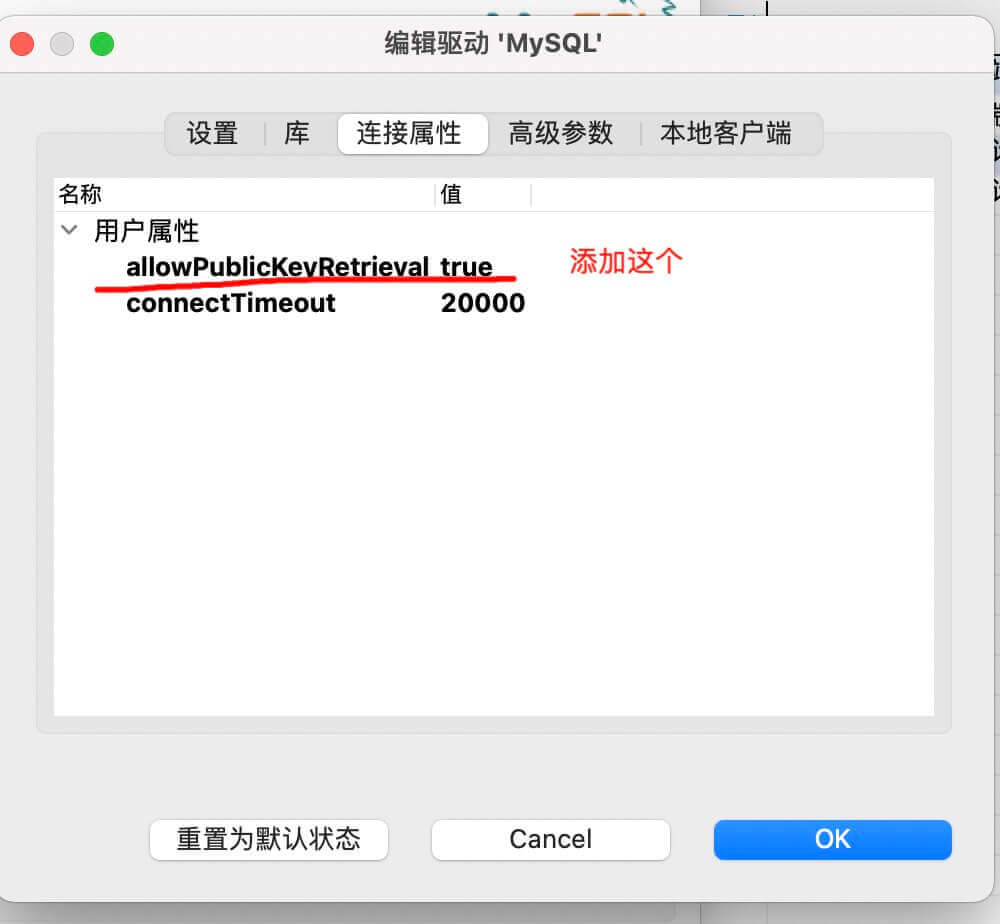 编辑驱动 'MySQL'
设置 库 连接属性 高级参数 本地客户端
名称 值
用户属性
allowPublicKeyRetrieval true
添加这个
connectTimeout 20000
重置为默认状态 Cancel OK